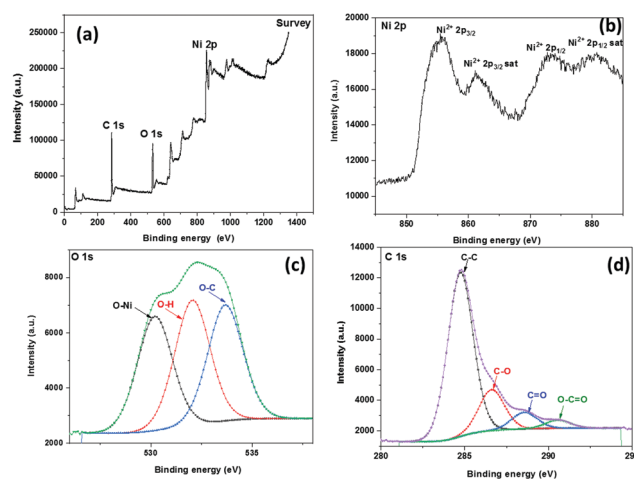 (a)
Survey
Ni 2p
C 1s
O 1s
250000
200000
150000
100000
50000
0
0 200 400 600 800 1000 1200 1400
Intensity (a.u.)
Binding energy (eV)
Ni 2p
(b)
Ni²⁺ 2p₃/₂
Ni²⁺ 2p₃/₂ sat
Ni²⁺ 2p₁/₂
Ni²⁺ 2p₁/₂ sat
20000
18000
16000
14000
12000
10000
850 860 870 880
Intensity (a.u.)
Binding energy (eV)
O 1s
(c)
O-Ni
O-H
O-C
8000
6000
4000
2000
530 535
Intensity (a.u.)
Binding energy (eV)
C 1s
(d)
C-C
C-O
C=O
O-C=O
14000
12000
10000
8000
6000
4000
2000
0
280 285 290 29
Intensity (a.u.)
Binding energy (eV)